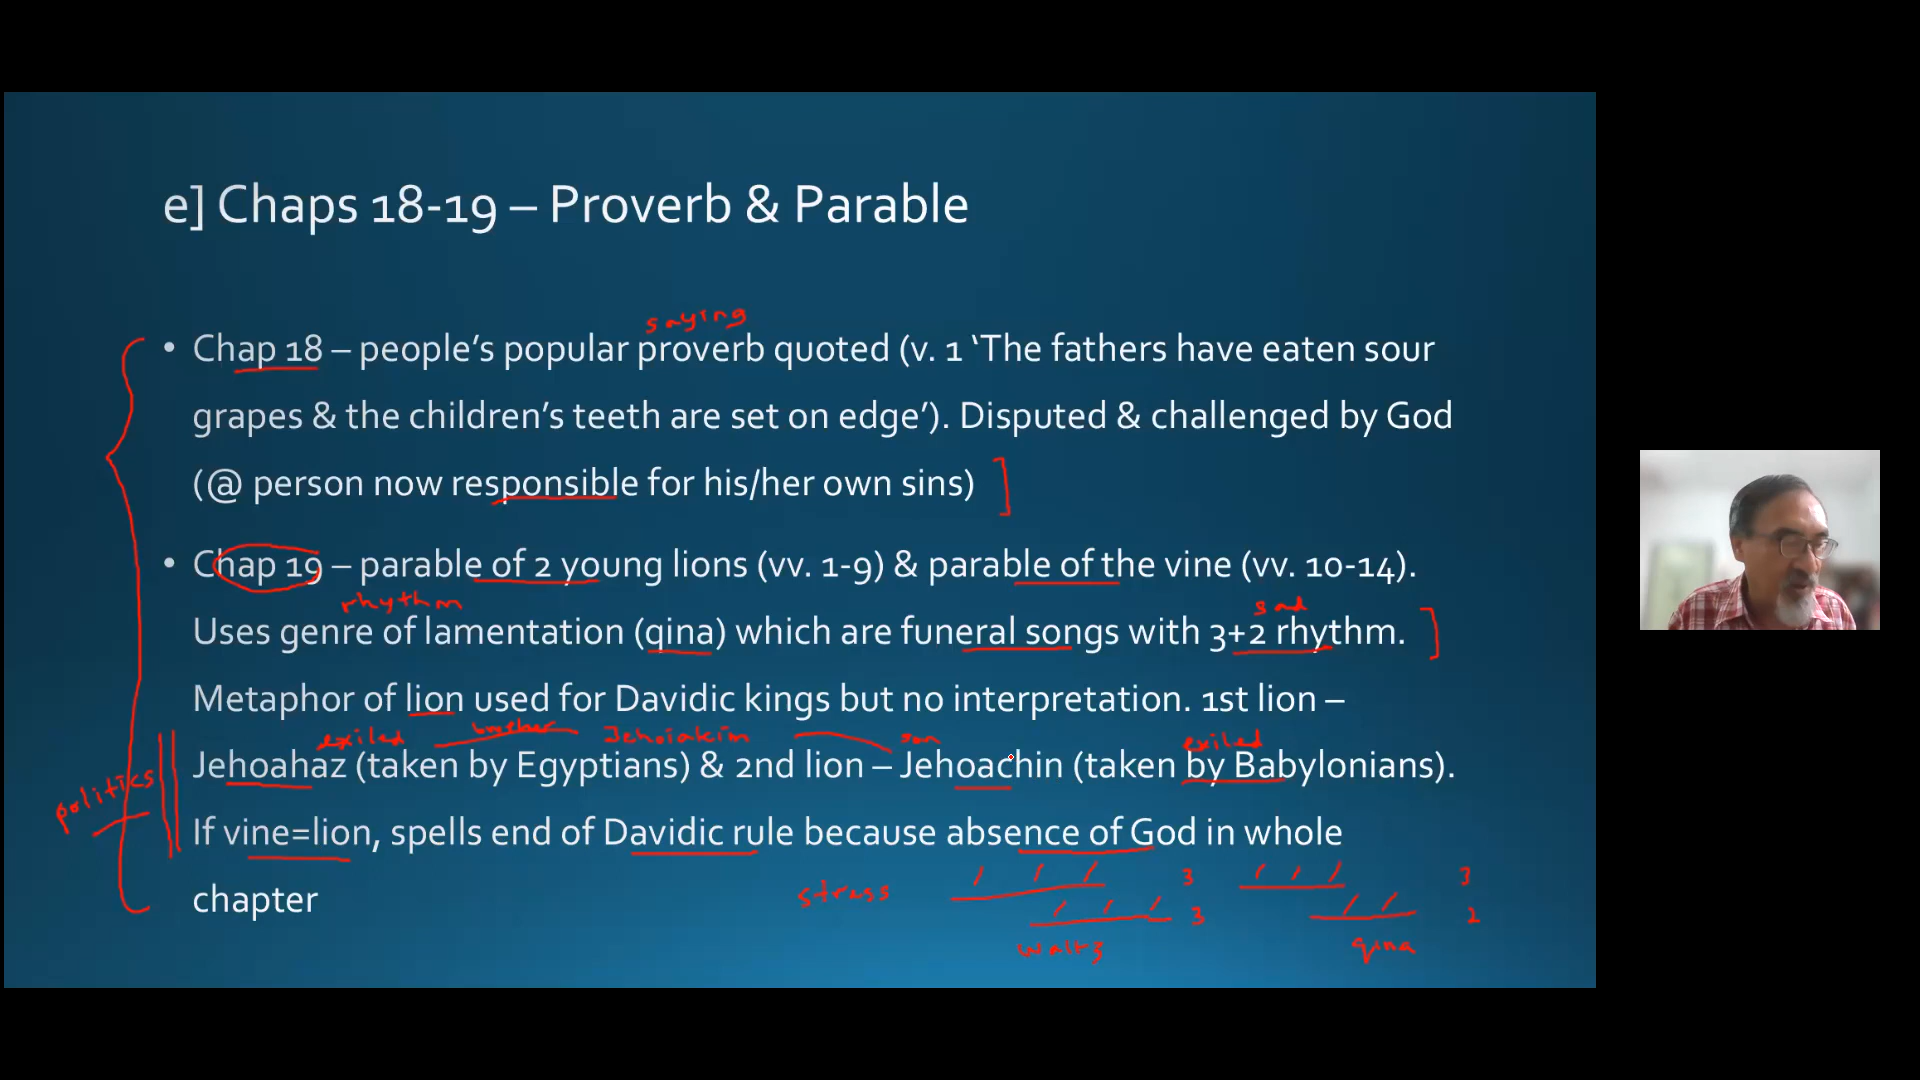 e] Chaps 18-19 – Proverb & Parable
saying
• Chap 18 – people’s popular proverb quoted (v. 1 ‘The fathers have eaten sour
grapes & the children’s teeth are set on edge’). Disputed & challenged by God
(@ person now responsible for his/her own sins)
• Chap 19 – parable of 2 young lions (vv. 1-9) & parable of the vine (vv. 10-14).
rhythm sad
Uses genre of lamentation (qina) which are funeral songs with 3+2 rhythm.
Metaphor of lion used for Davidic kings but no interpretation. 1st lion –
exiled brother Jehoiakim son exiled
Jehoahaz (taken by Egyptians) & 2nd lion – Jehoachin (taken by Babylonians).
politics
If vine=lion, spells end of Davidic rule because absence of God in whole
chapter
stress 3 3
3 2
waltz qina